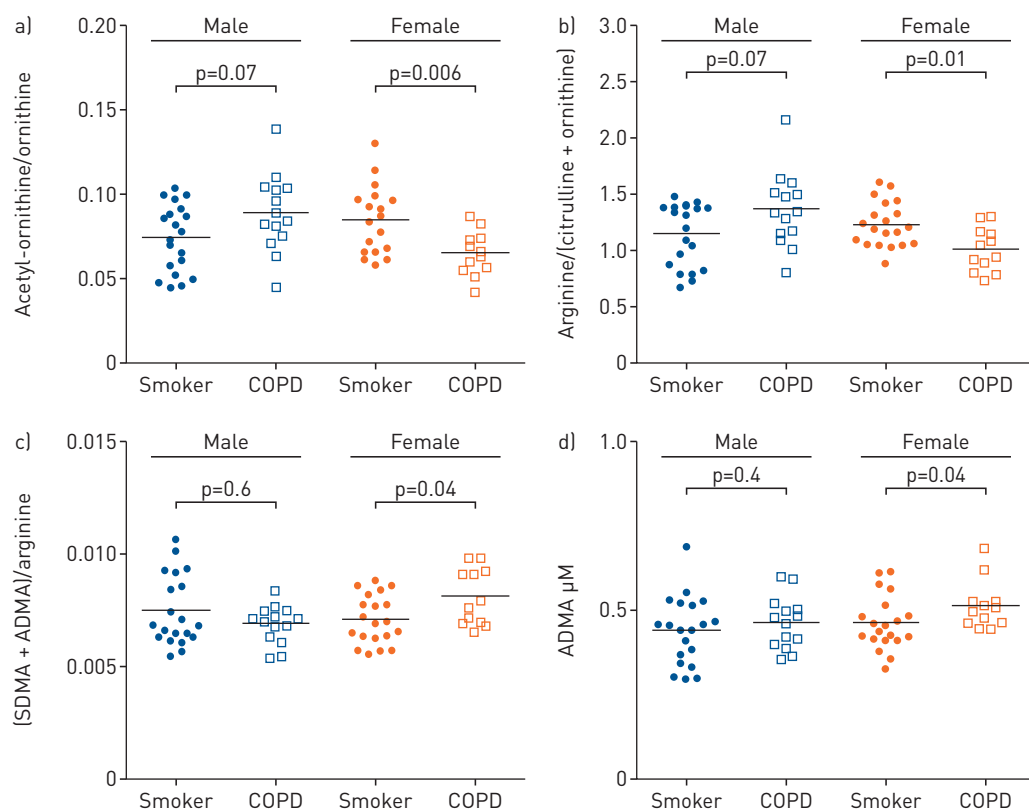 a)
Male
Female
p=0.07
p=0.006
Acetyl-ornithine/ornithine
0.20
0.15
0.10
0.05
0
Smoker
COPD
Smoker
COPD
b)
Male
Female
p=0.07
p=0.01
Arginine/(citrulline + ornithine)
3.0
2.5
2.0
1.5
1.0
0.5
0
Smoker
COPD
Smoker
COPD
c)
Male
Female
p=0.6
p=0.04
(SDMA + ADMA)/arginine
0.015
0.010
0.005
0
Smoker
COPD
Smoker
COPD
d)
Male
Female
p=0.4
p=0.04
ADMA µM
1.0
0.5
0
Smoker
COPD
Smoker
COPD